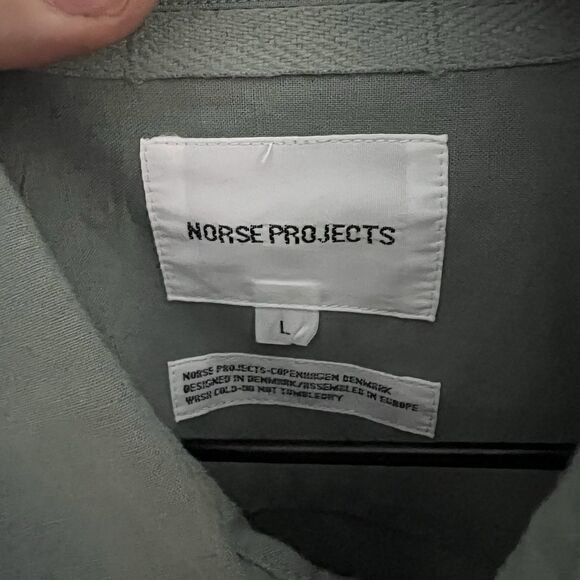 NORSE PROJECTS
L
NORSE PROJECTS-COPENHAGEN DENMARK
DESIGNED IN DENMARK/ASSEMBLED IN EUROPE
WASH COLD-DO NOT TUMBLEDRY